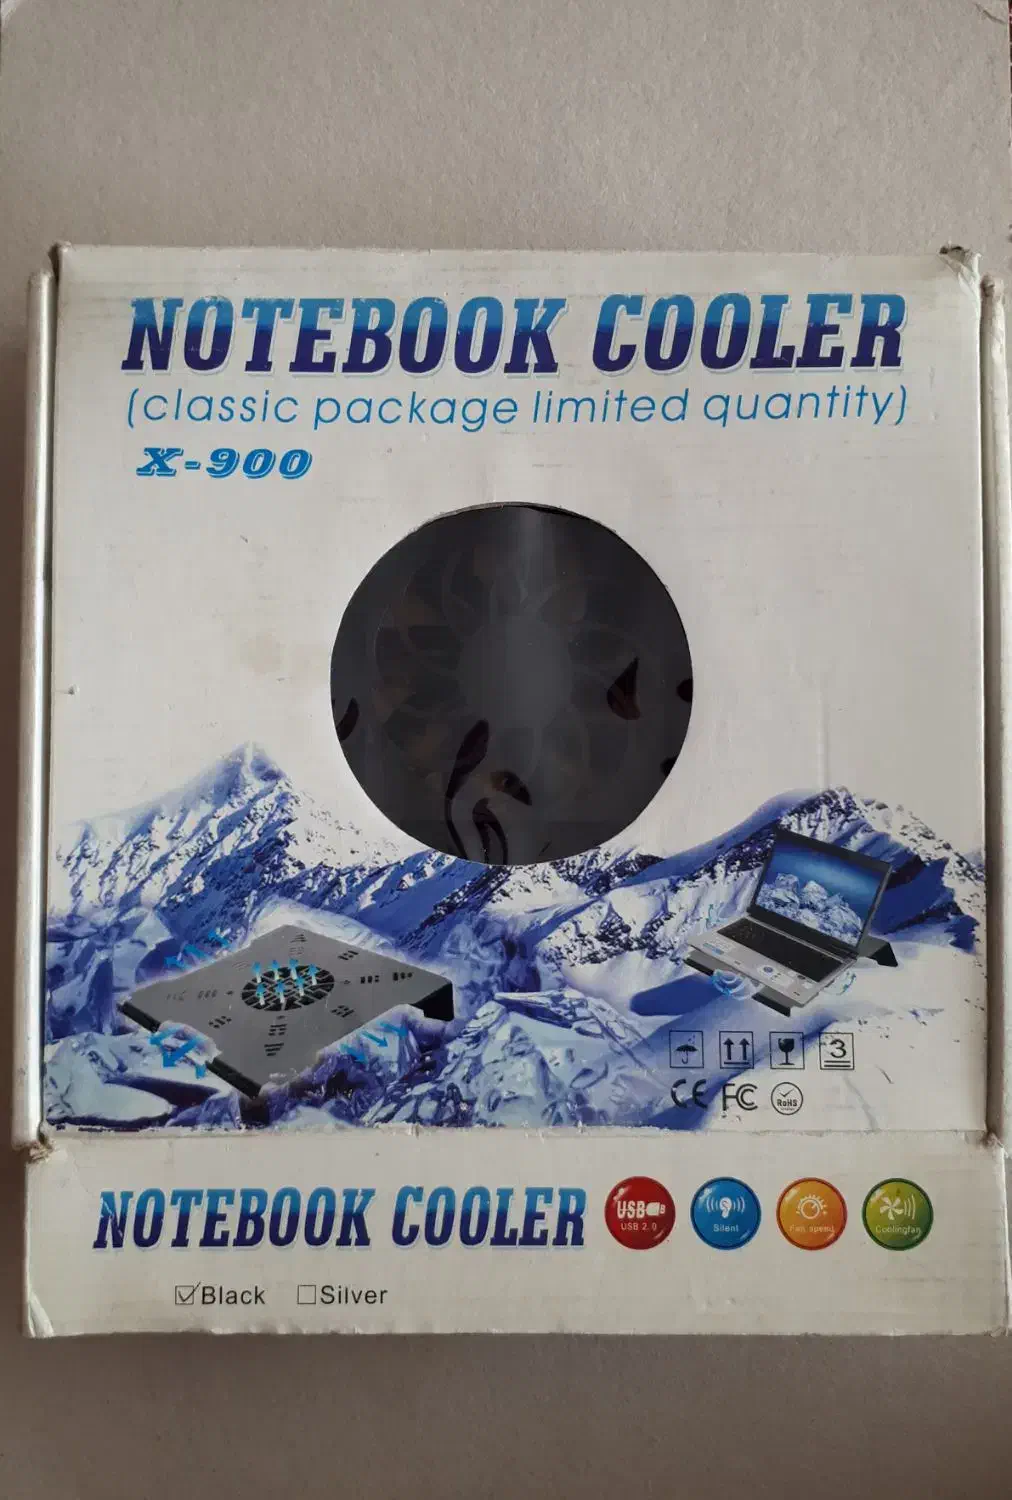 NOTEBOOK COOLER
(classic package limited quantity)
X-900
3
CE FC RoHS
NOTEBOOK COOLER
USB
USB 2.0
Silent
Fan speed
Coolingfan
Black
Silver